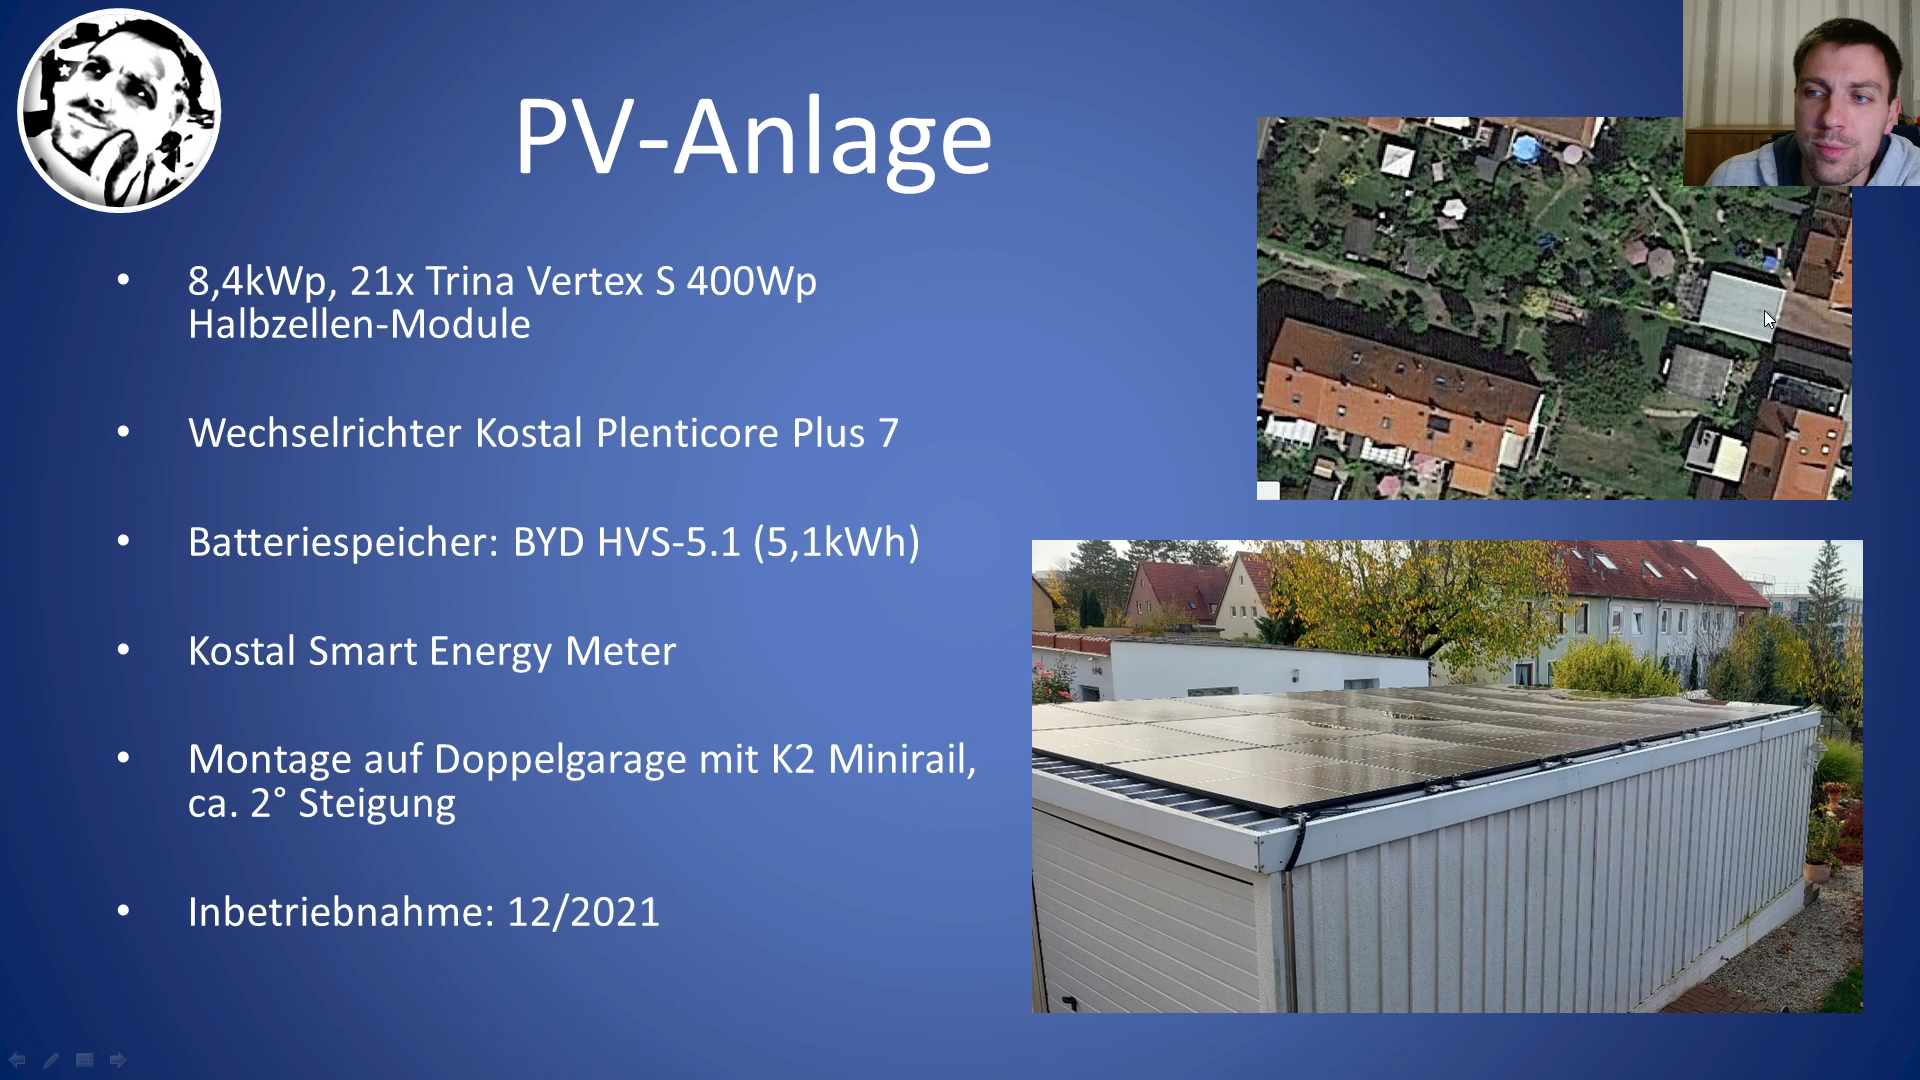 PV-Anlage
• 8,4kWp, 21x Trina Vertex S 400Wp
Halbzellen-Module
• Wechselrichter Kostal Plenticore Plus 7
• Batteriespeicher: BYD HVS-5.1 (5,1kWh)
• Kostal Smart Energy Meter
• Montage auf Doppelgarage mit K2 Minirail,
ca. 2° Steigung
• Inbetriebnahme: 12/2021